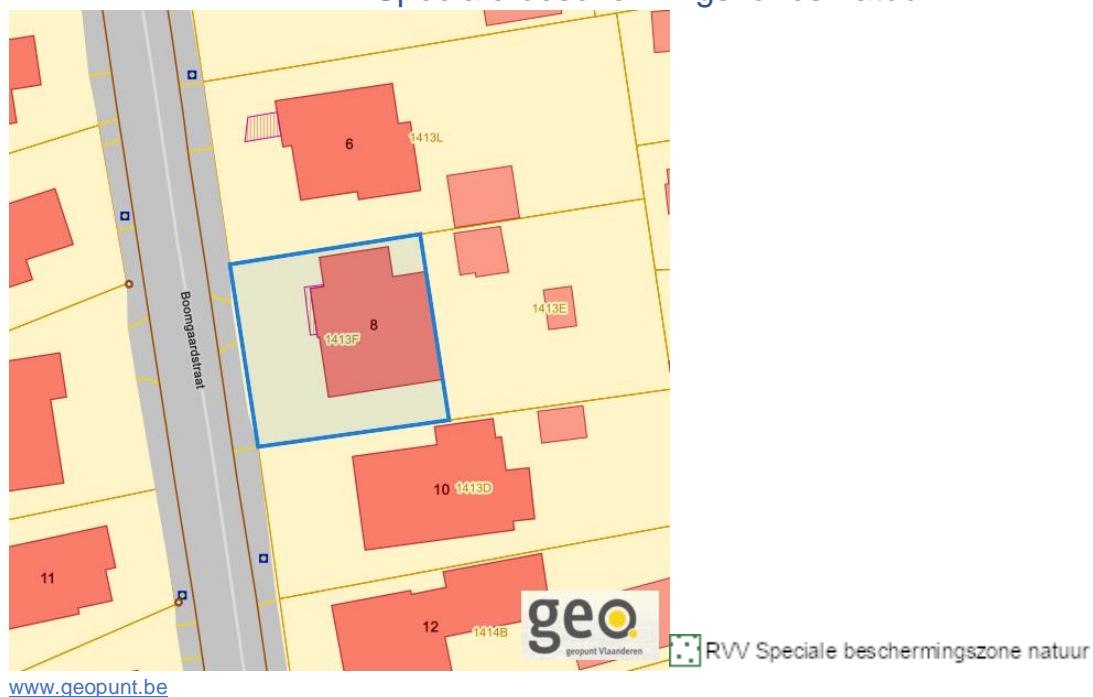 6
1413L
Boomgaardstraat
8
1413E
1413F
10 1413D
11
12
1414B
geo
geopunt Vlaanderen
RVV Speciale beschermingszone natuur
www.geopunt.be